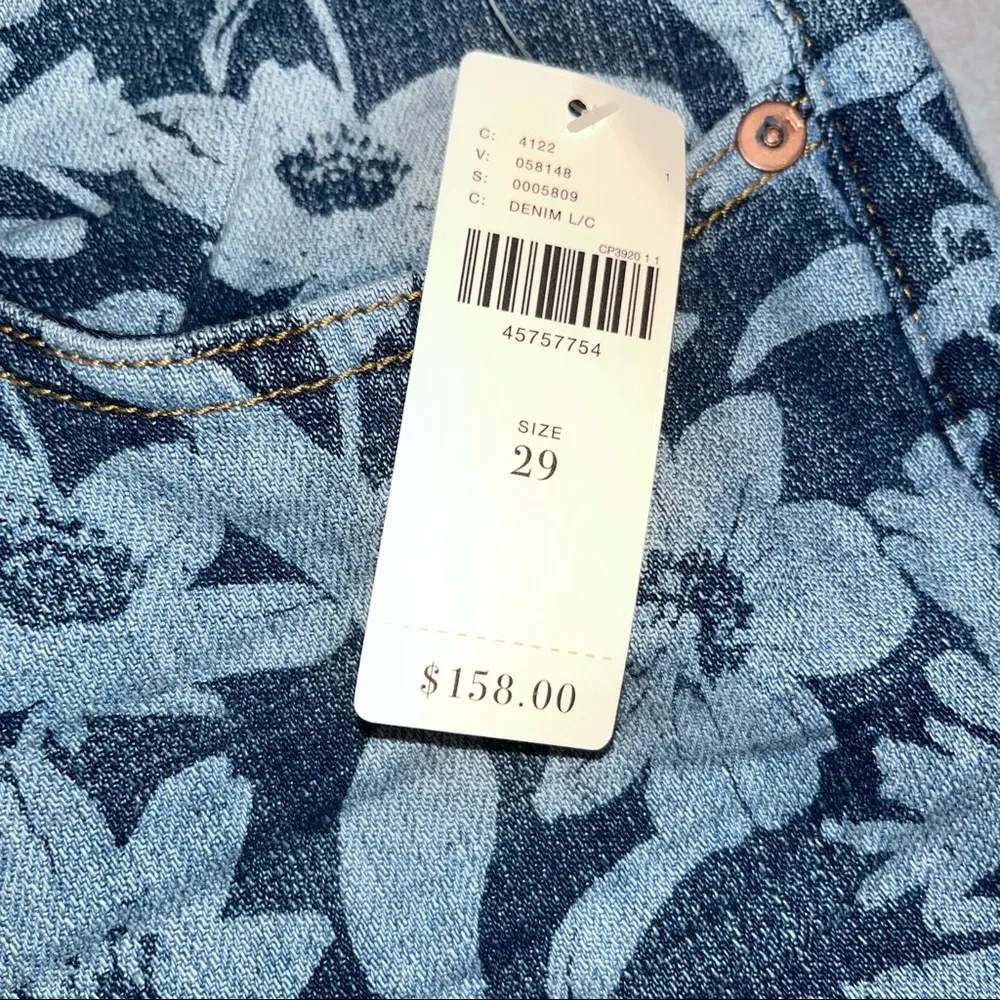 C: 4122
V: 058148 1
S: 0005809
C: DENIM L/C
CP3920 1 1
45757754
SIZE
29
$158.00